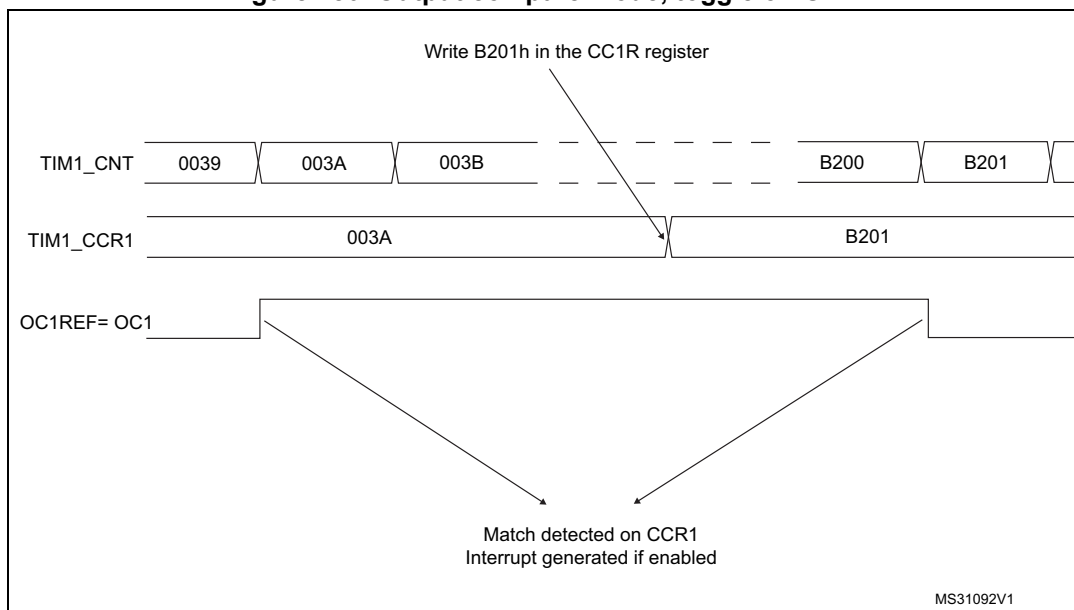 Write B201h in the CC1R register
TIM1_CNT 0039 003A 003B B200 B201
TIM1_CCR1 003A B201
OC1REF= OC1
Match detected on CCR1
Interrupt generated if enabled
MS31092V1